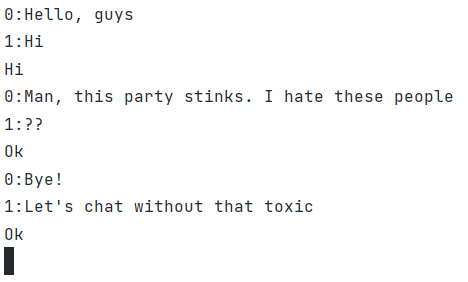 0:Hello, guys
1:Hi
Hi
0:Man, this party stinks. I hate these people
1:??
Ok
0:Bye!
1:Let's chat without that toxic
Ok